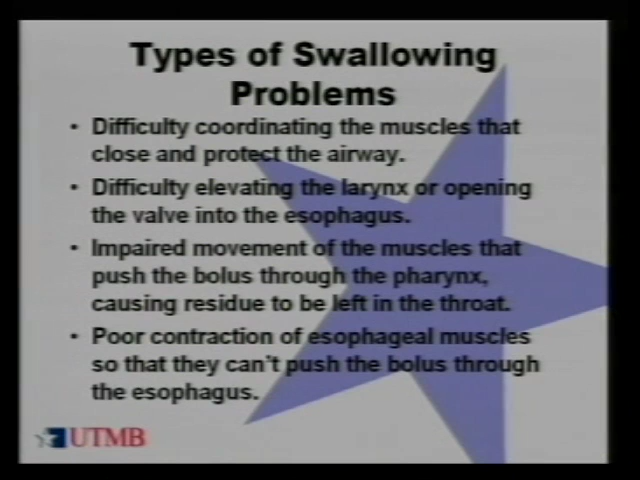 Types of Swallowing
Problems
• Difficulty coordinating the muscles that
close and protect the airway.
• Difficulty elevating the larynx or opening
the valve into the esophagus.
• Impaired movement of the muscles that
push the bolus through the pharynx,
causing residue to be left in the throat.
• Poor contraction of esophageal muscles
so that they can't push the bolus through
the esophagus.
UTMB